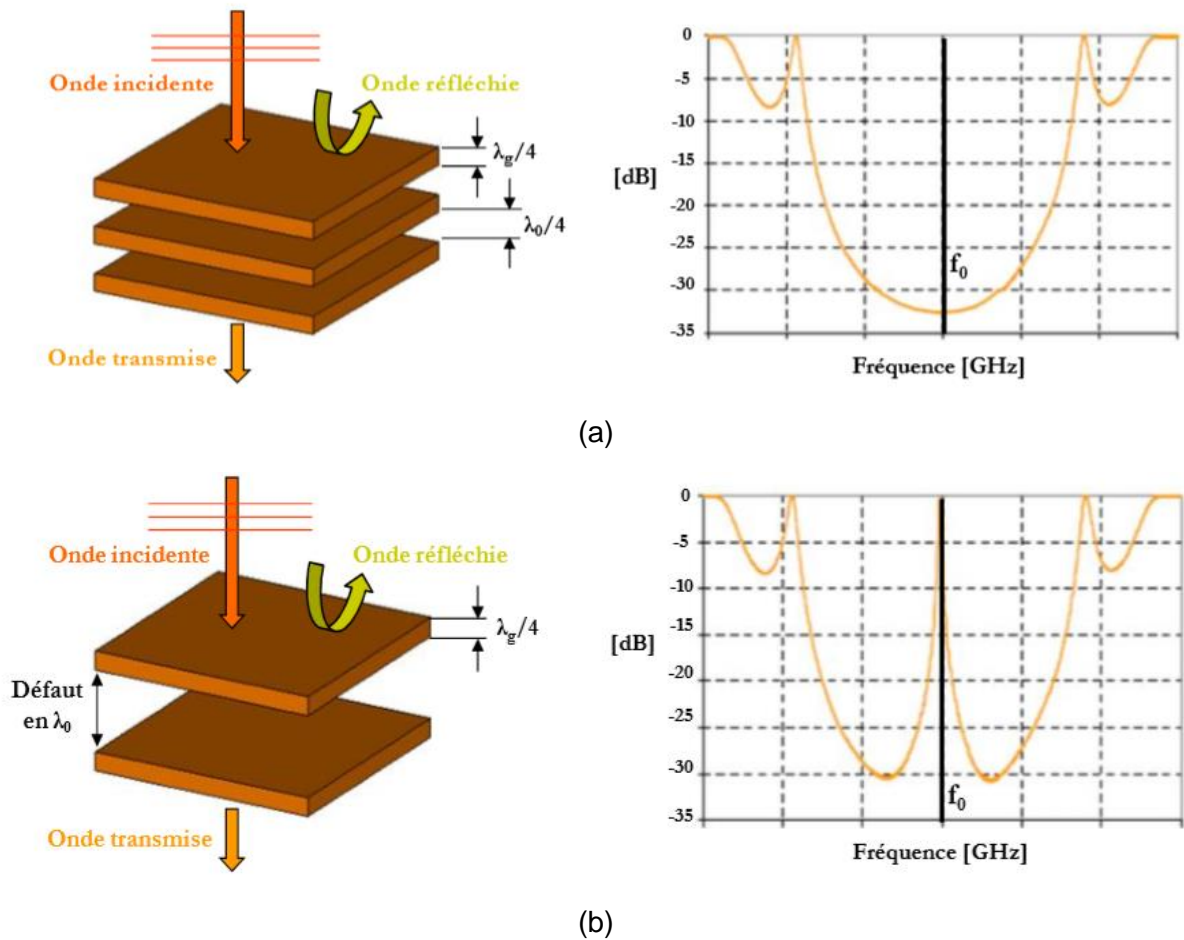 Onde incidente
Onde réfléchie
λg/4
λ0/4
Onde transmise
0
-5
-10
-15
[dB]
-20
-25
-30
-35
f0
Fréquence [GHz]
(a)
Onde incidente
Onde réfléchie
λg/4
Défaut
en λ0
Onde transmise
0
-5
-10
-15
[dB]
-20
-25
-30
-35
f0
Fréquence [GHz]
(b)